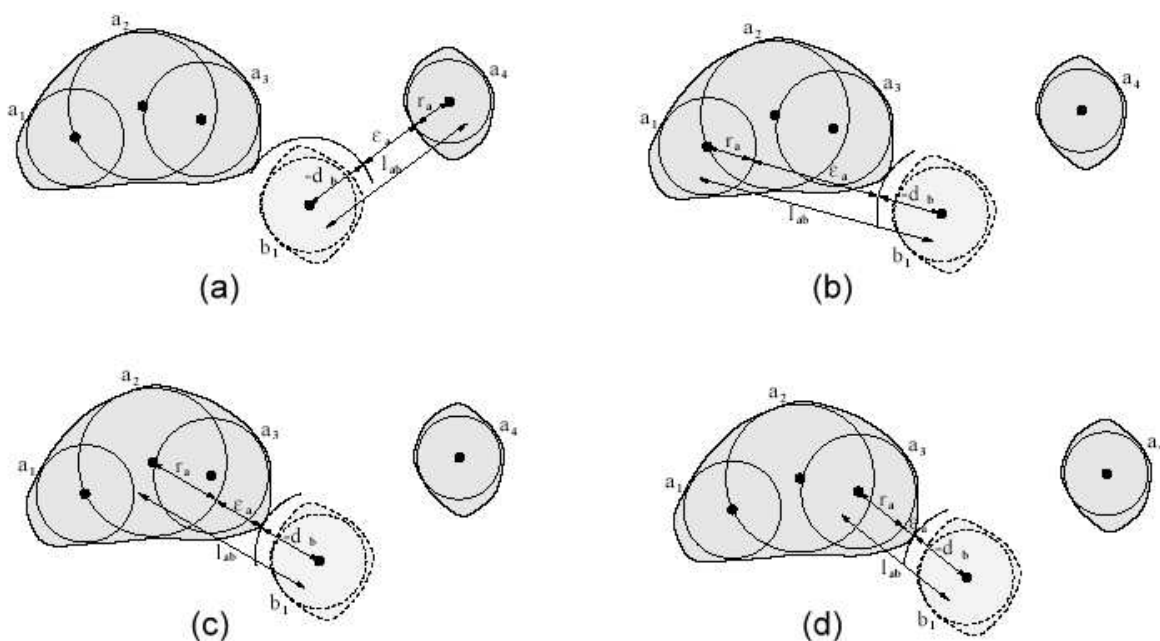 a₂
a₁
a₃
a₄
rₐ
εₐ
lₐb
-d b
b₁
(a)
a₂
a₁
a₃
a₄
rₐ
εₐ
-d b
lₐb
b₁
(b)
a₂
a₁
a₃
a₄
rₐ
εₐ
-d b
lₐb
b₁
(c)
a₂
a₁
a₃
a
rₐ
a
-d b
lₐb
b₁
(d)